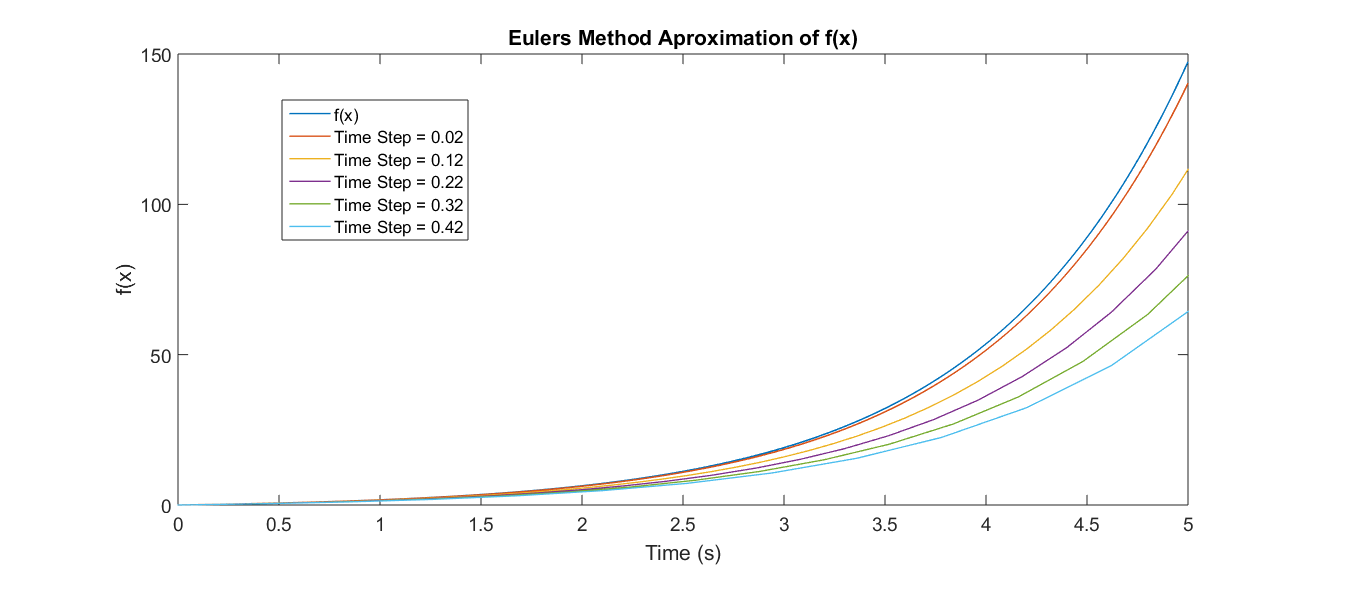 Eulers Method Aproximation of f(x)
150
100
50
0
f(x)
f(x)
Time Step = 0.02
Time Step = 0.12
Time Step = 0.22
Time Step = 0.32
Time Step = 0.42
0 0.5 1 1.5 2 2.5 3 3.5 4 4.5 5
Time (s)